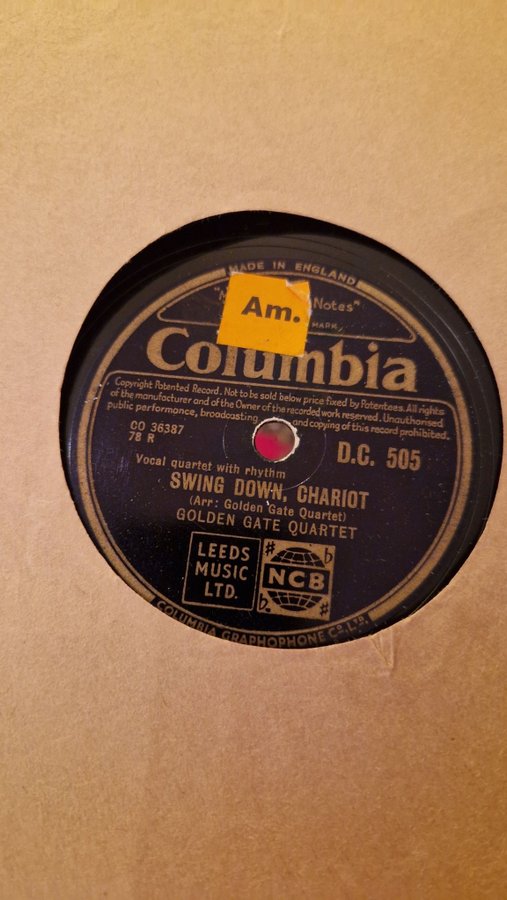 MADE IN ENGLAND
Notes"
Am.
MARK
Columbia
Copyright Patented Record. Not to be sold below price fixed by Patentees. All rights
of the manufacturer and of the Owner of the recorded work reserved. Unauthorised
public performance, broadcasting and copying of this record prohibited.
CO 36387
78 R
D.C. 505
Vocal quartet with rhythm
SWING DOWN, CHARIOT
(Arr: Golden Gate Quartet)
GOLDEN GATE QUARTET
LEEDS
MUSIC
LTD.
NCB
COLUMBIA GRAPHOPHONE CO. LTD.